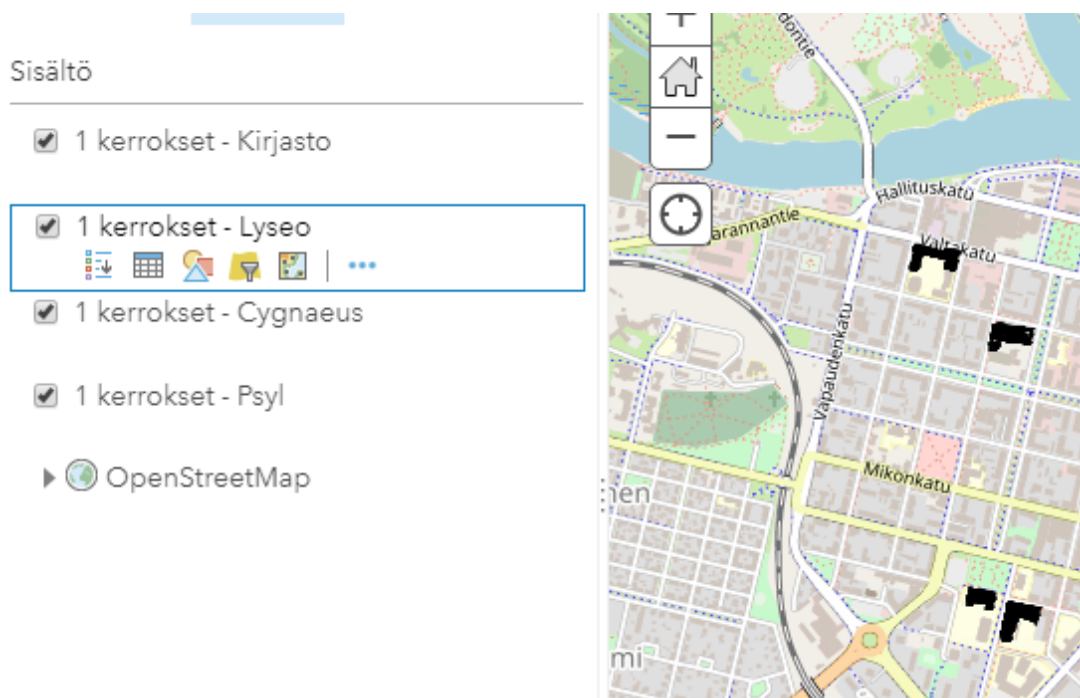 Sisältö
1 kerrokset - Kirjasto
1 kerrokset - Lyseo
1 kerrokset - Cygnaeus
1 kerrokset - Psyl
OpenStreetMap
Hallituskatu
Valtakatu
Vapaudenkatu
Mikonkatu